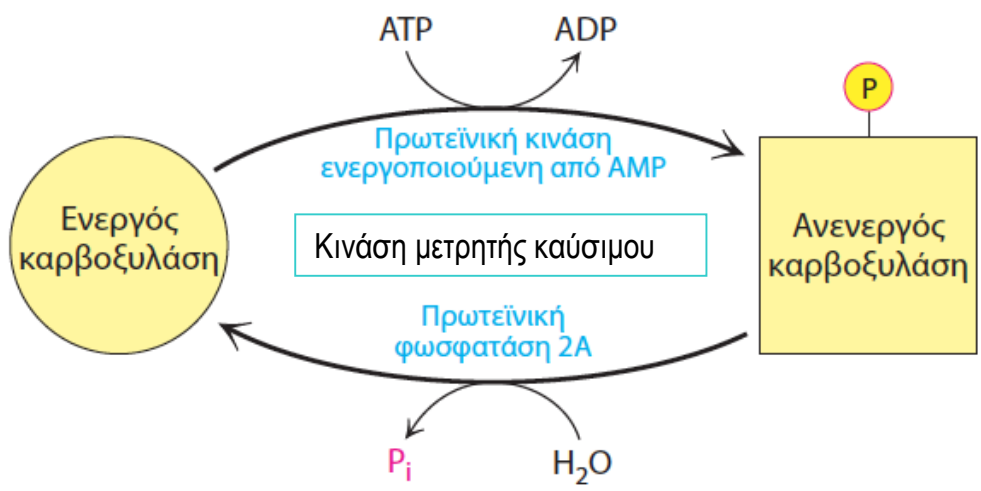 ATP
ADP
P
Πρωτεϊνική κινάση
ενεργοποιούμενη από AMP
Ενεργός
καρβοξυλάση
Κινάση μετρητής καύσιμου
Ανενεργός
καρβοξυλάση
Πρωτεϊνική
φωσφατάση 2A
Pi
H2O